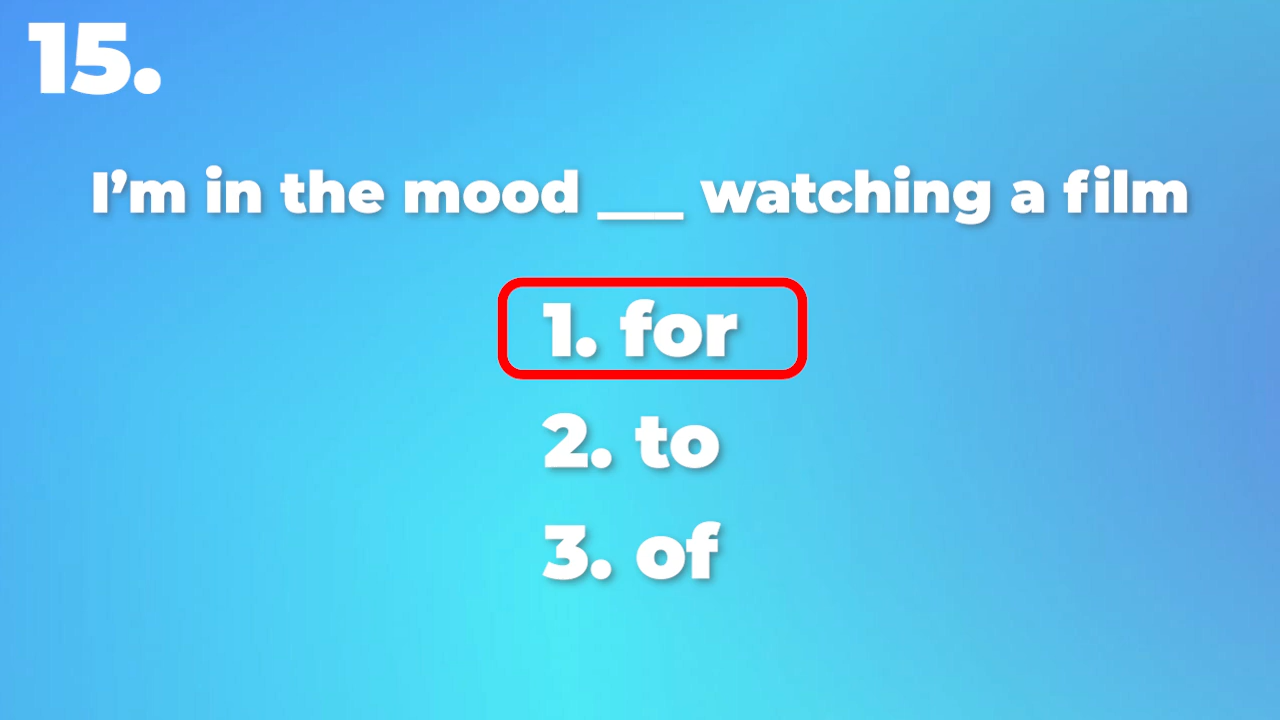 15.
I’m in the mood ___ watching a film
1. for
2. to
3. of